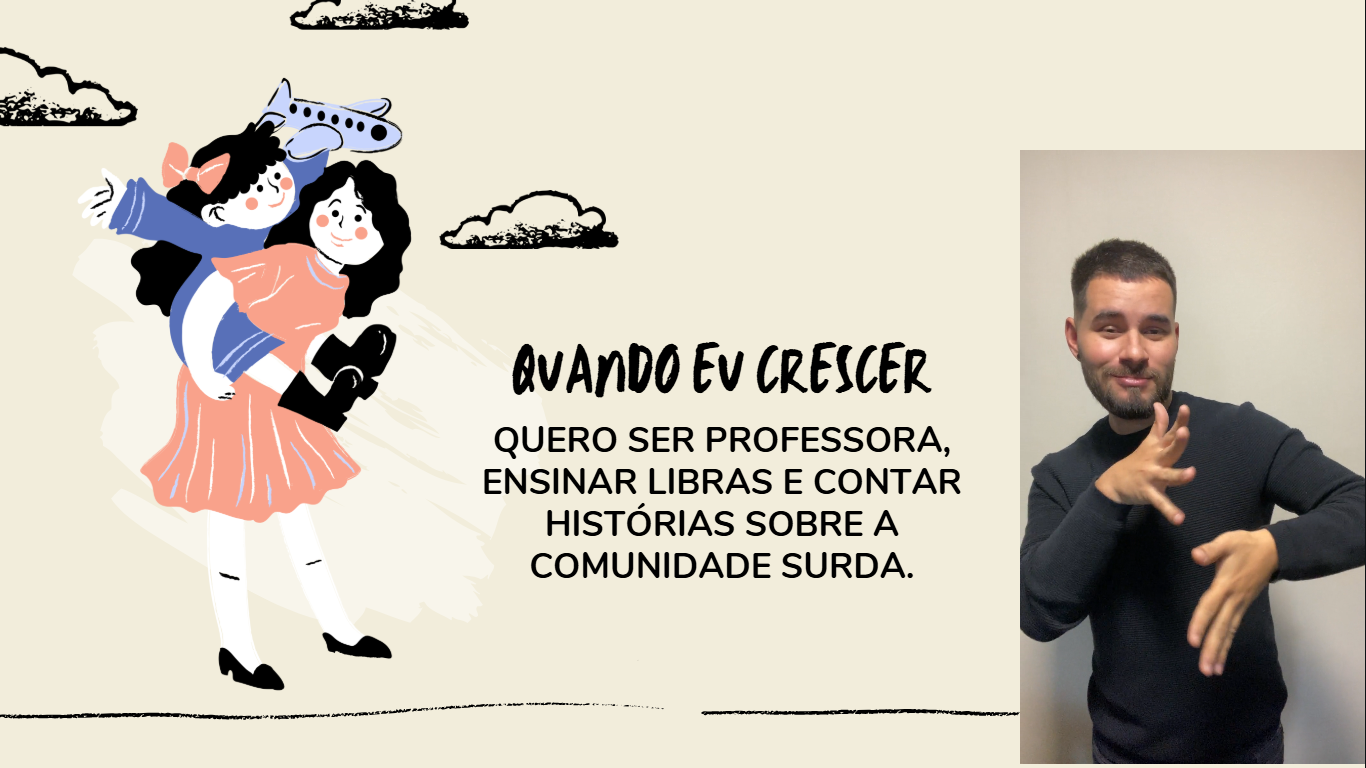 QUANDO EU CRESCER
QUERO SER PROFESSORA,
ENSINAR LIBRAS E CONTAR
HISTÓRIAS SOBRE A
COMUNIDADE SURDA.